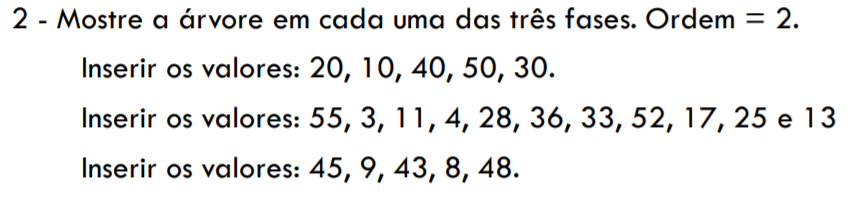 2 - Mostre a árvore em cada uma das três fases. Ordem = 2.
Inserir os valores: 20, 10, 40, 50, 30.
Inserir os valores: 55, 3, 11, 4, 28, 36, 33, 52, 17, 25 e 13
Inserir os valores: 45, 9, 43, 8, 48.